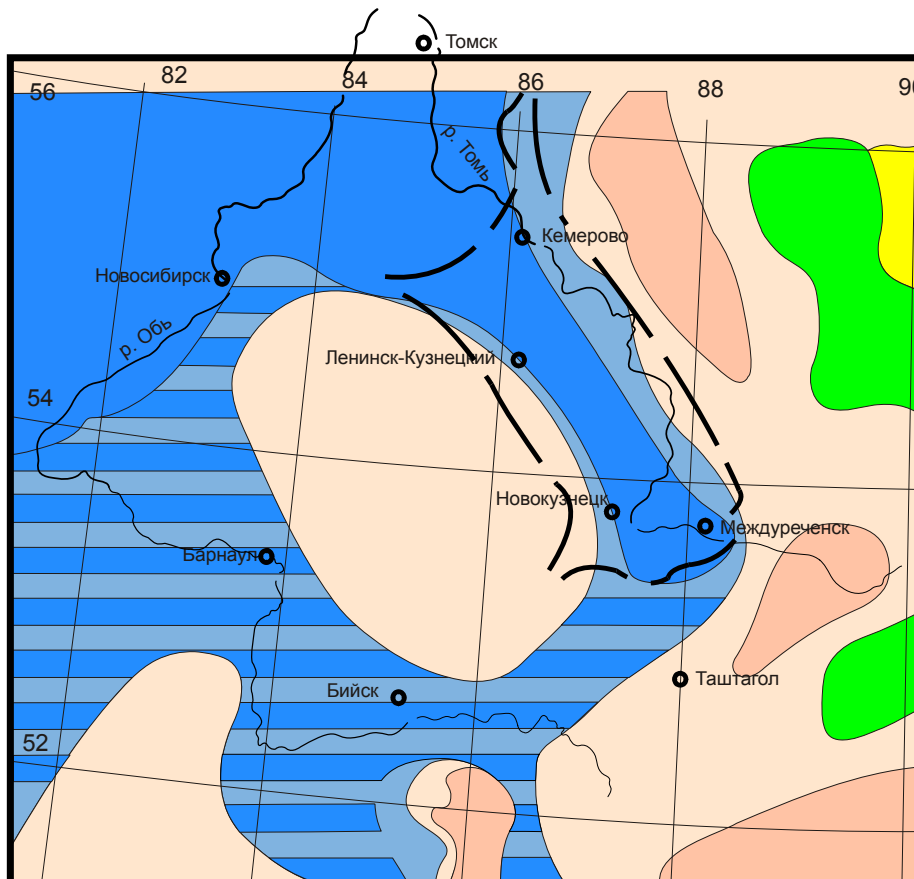 Томск
56
82
84
86
88
90
р. Томь
Кемерово
Новосибирск
р. Обь
Ленинск-Кузнецкий
54
Новокузнецк
Междуреченск
Барнаул
Таштагол
Бийск
52